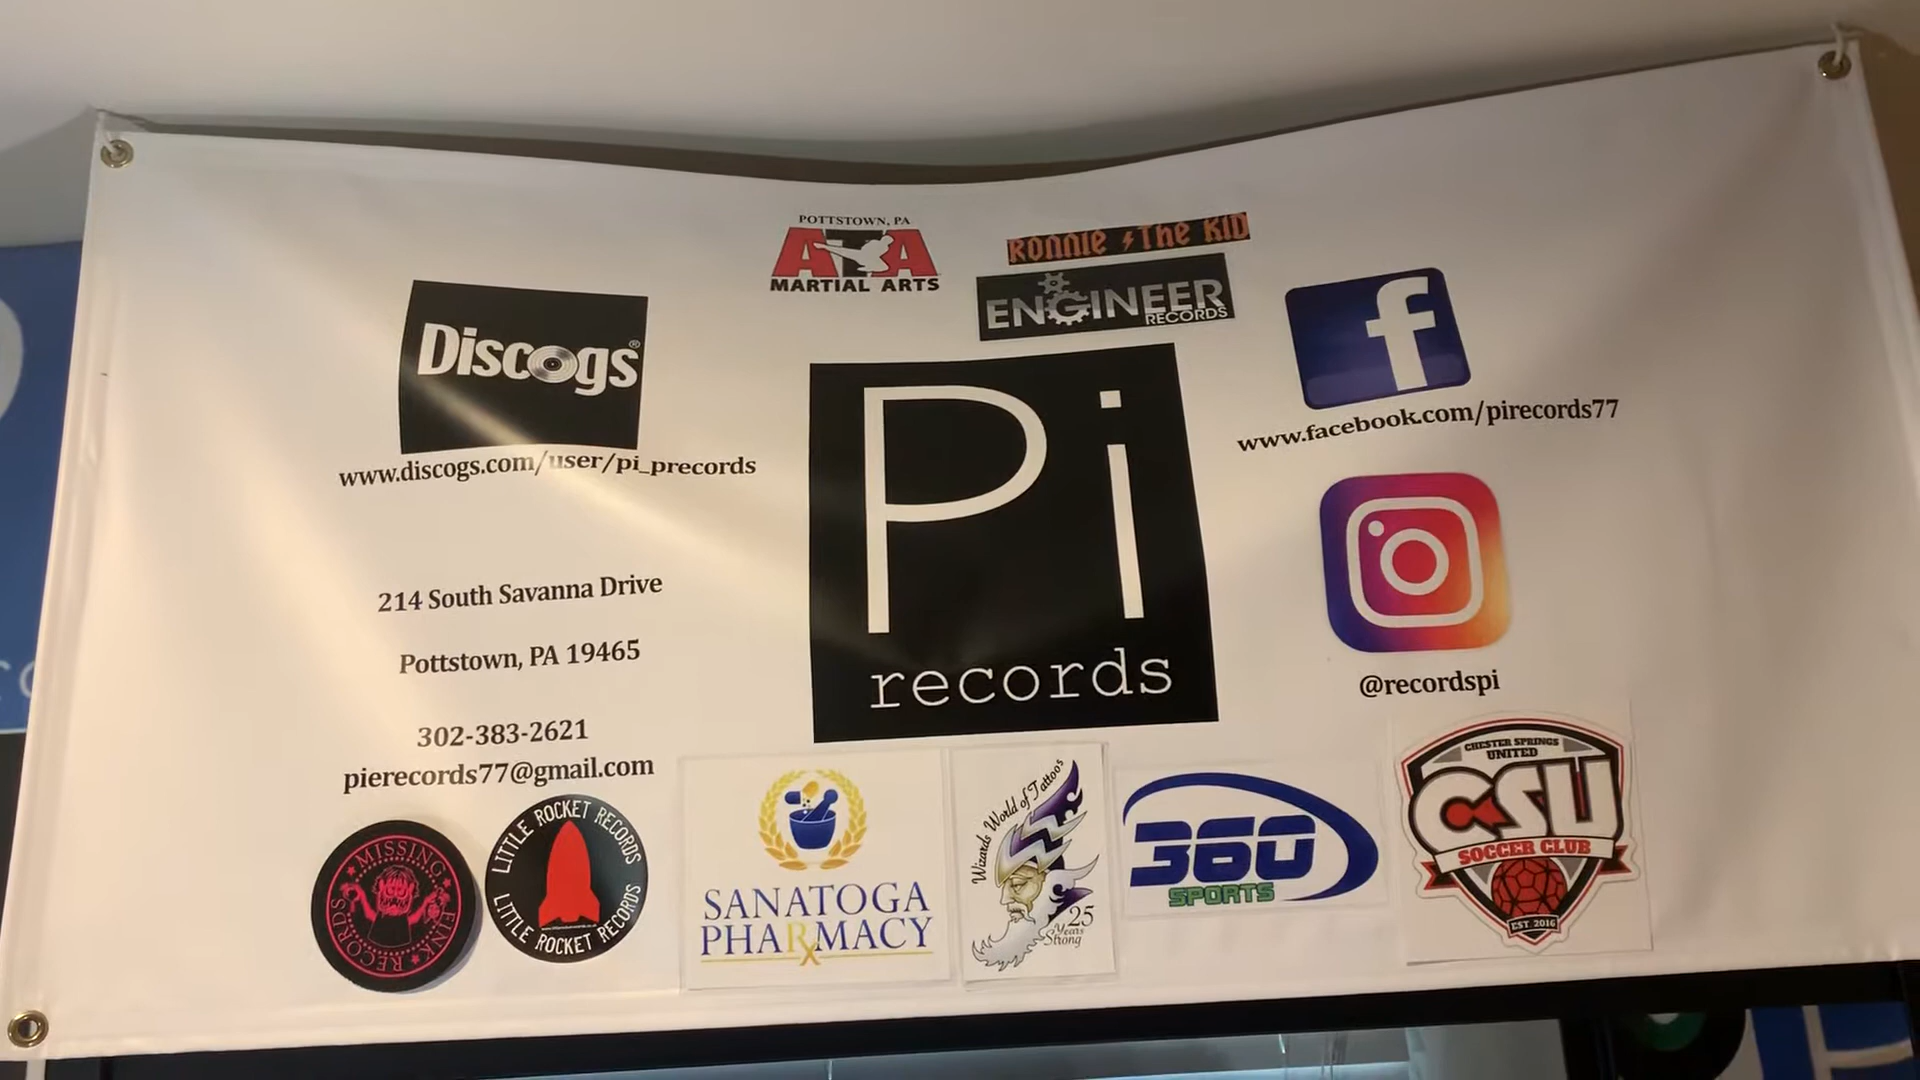 POTTSTOWN, PA
ATA
MARTIAL ARTS
RONNIE THE KID
ENGINEER
RECORDS
Discogs®
www.discogs.com/user/pi_precords
f
www.facebook.com/pirecords77
Pi
records
@recordspi
214 South Savanna Drive
Pottstown, PA 19465
302-383-2621
pierecords77@gmail.com
MISSING
FINK
RECORDS
LITTLE ROCKET RECORDS
LITTLE ROCKET RECORDS
SANATOGA
PHARMACY
Wizards World of Tattoo's
25
Years
Strong
360
SPORTS
CHESTER SPRINGS
UNITED
CSU
SOCCER CLUB
EST. 2016